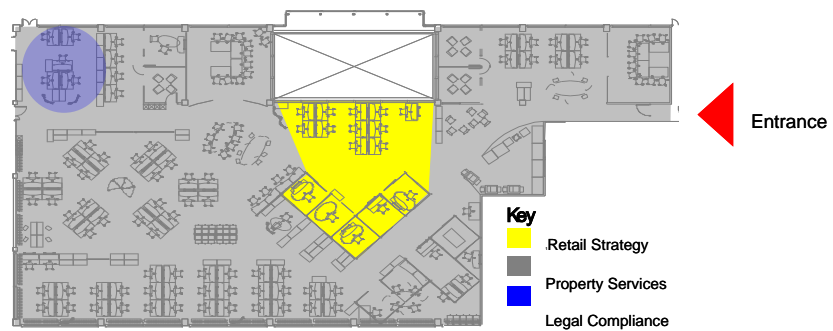 Entrance
Key
.Retail Strategy
Property Services
Legal Compliance